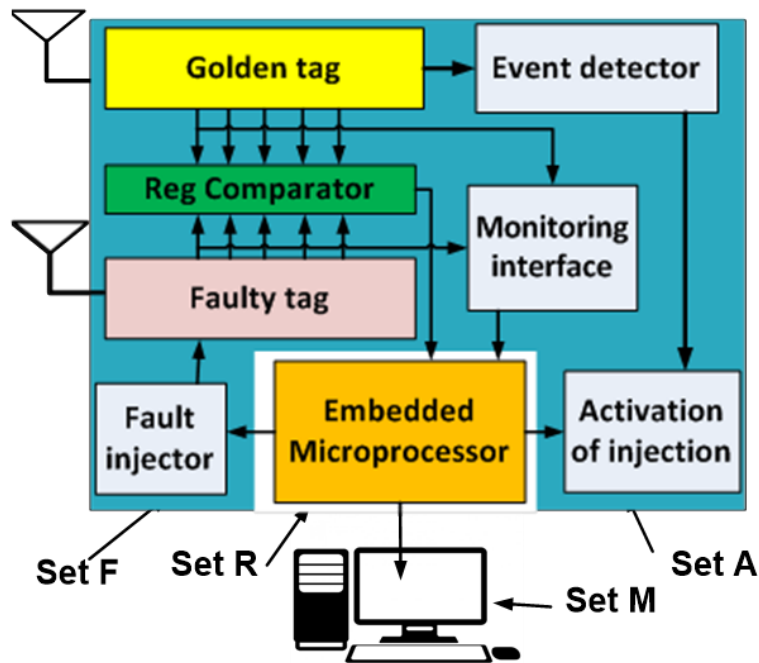 Golden tag
Event detector
Reg Comparator
Monitoring
interface
Faulty tag
Fault
injector
Embedded
Microprocessor
Activation
of injection
Set F
Set R
Set A
Set M